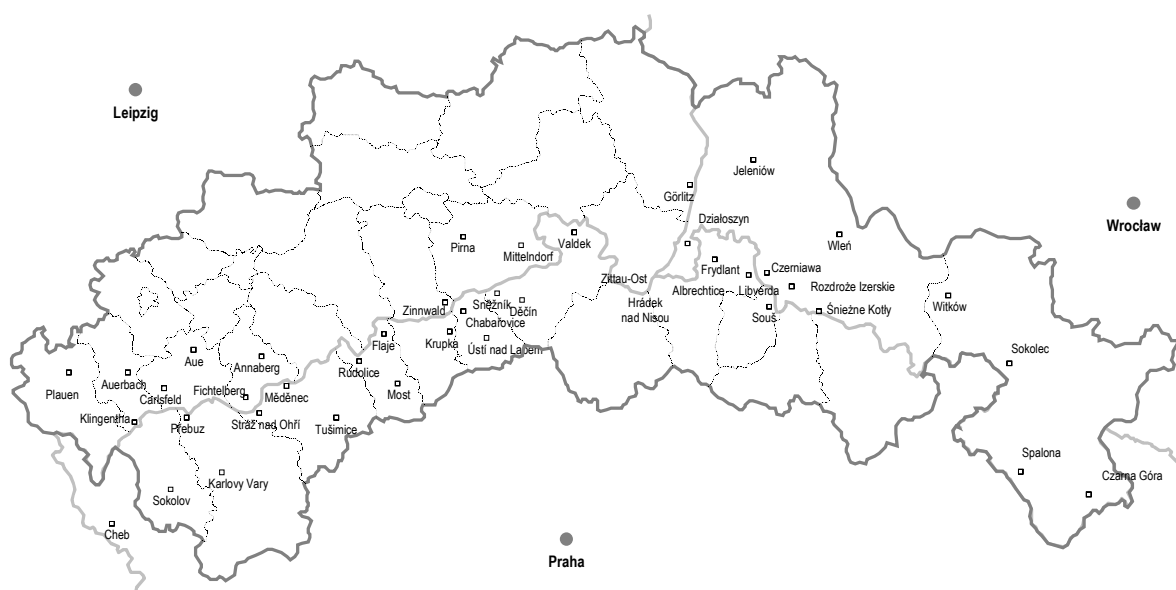 Leipzig
Jeleniów
Görlitz
Wrocław
Działoszyn
Pirna
Mittelndorf
Valdek
Wleń
Zittau-Ost
Frydlant
Czerniawa
Albrechtice
Libverda
Rozdroże Izerskie
Hrádek
nad Nisou
Souš
Śnieżne Kotły
Witków
Zinnwald
Sněžník
Děčín
Chabařovice
Krupka
Ústí nad Labem
Flaje
Sokolec
Aue
Annaberg
Rudolice
Most
Plauen
Auerbach
Carlsfeld
Fichtelberg
Měděnec
Klingentha
Přebuz
Stráž nad Ohří
Tušimice
Spalona
Czarna Góra
Karlovy Vary
Sokolov
Cheb
Praha